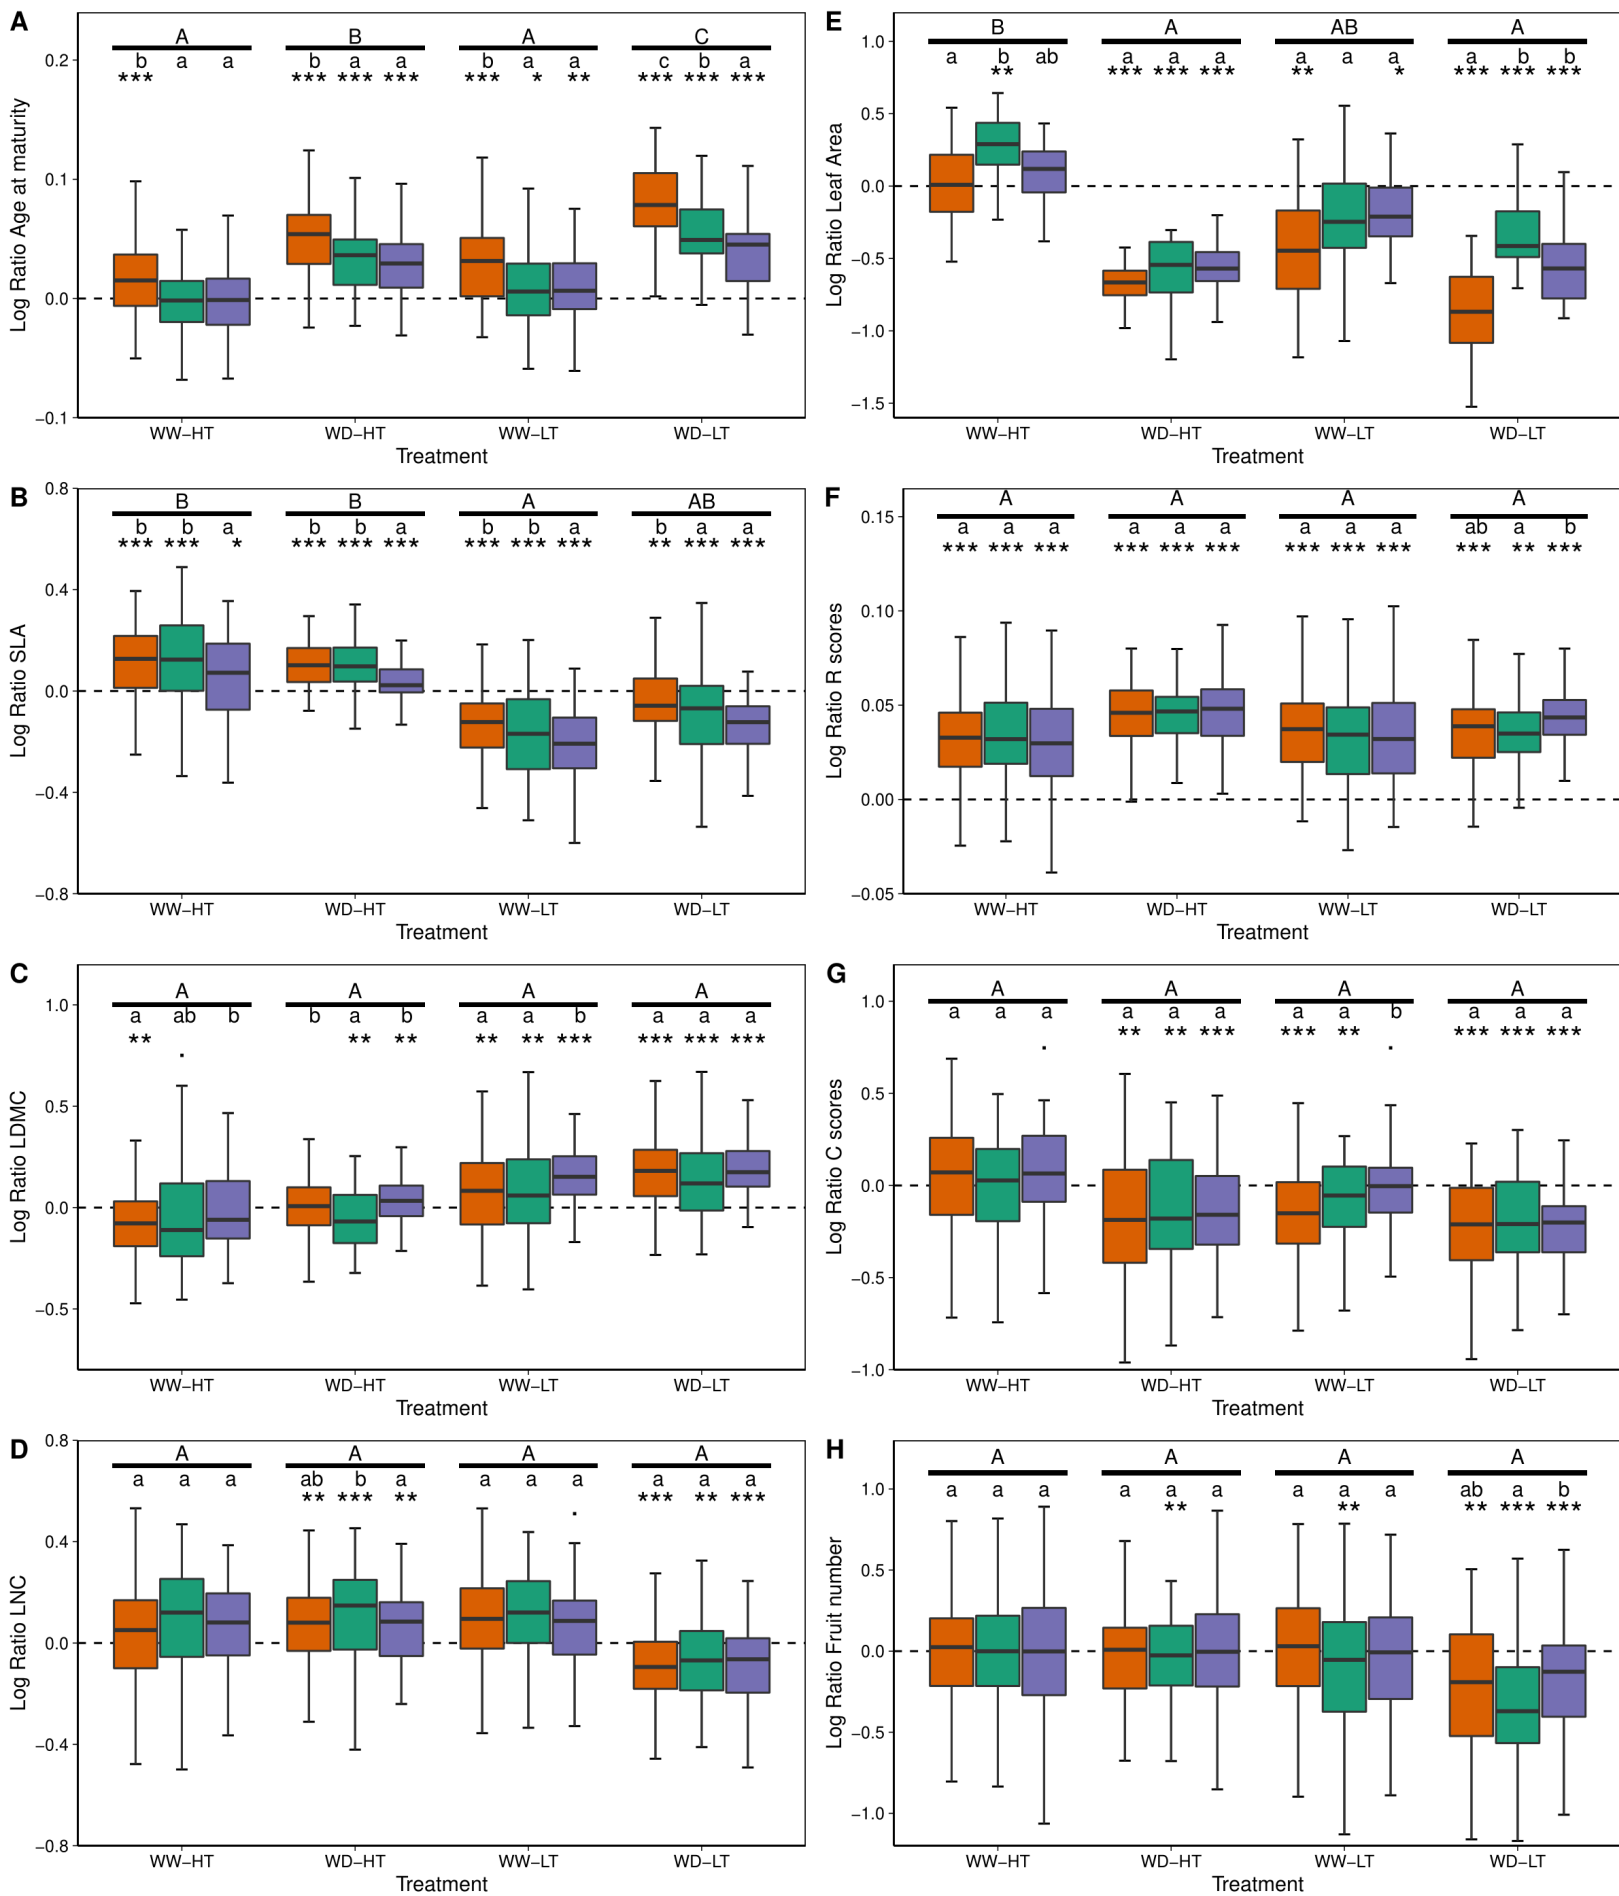 A
A B A C
b a a b a a b a a c b a
*** *** *** *** *** * ** *** *** ***
0.2
0.1
0.0
−0.1
Log Ratio Age at maturity
WW−HT WD−HT WW−LT WD−LT
Treatment
E
B A AB A
a b ab a a a a a a a b b
** *** *** *** ** * *** *** ***
1.0
0.5
0.0
−0.5
−1.0
−1.5
Log Ratio Leaf Area
WW−HT WD−HT WW−LT WD−LT
Treatment
B
B B A AB
b b a b b a b b a b a a
*** *** * *** *** *** *** *** *** ** *** ***
0.8
0.4
0.0
−0.4
−0.8
Log Ratio SLA
WW−HT WD−HT WW−LT WD−LT
Treatment
F
A A A A
a a a a a a a a a ab a b
*** *** *** *** *** *** *** *** *** *** ** ***
0.15
0.10
0.05
0.00
−0.05
Log Ratio R scores
WW−HT WD−HT WW−LT WD−LT
Treatment
C
A A A A
a ab b b a b a a b a a a
** ** ** ** ** *** *** *** ***
1.0
0.5
0.0
−0.5
Log Ratio LDMC
WW−HT WD−HT WW−LT WD−LT
Treatment
G
A A A A
a a a a a a a a b a a a
** ** *** *** ** *** *** ***
1.0
0.5
0.0
−0.5
−1.0
Log Ratio C scores
WW−HT WD−HT WW−LT WD−LT
Treatment
D
A A A A
a a a ab b a a a a a a a
** *** ** *** ** ***
0.8
0.4
0.0
−0.4
−0.8
Log Ratio LNC
WW−HT WD−HT WW−LT WD−LT
Treatment
H
A A A A
a a a a a a a a a ab a b
** ** ** *** ***
1.0
0.5
0.0
−0.5
−1.0
Log Ratio Fruit number
WW−HT WD−HT WW−LT WD−LT
Treatment